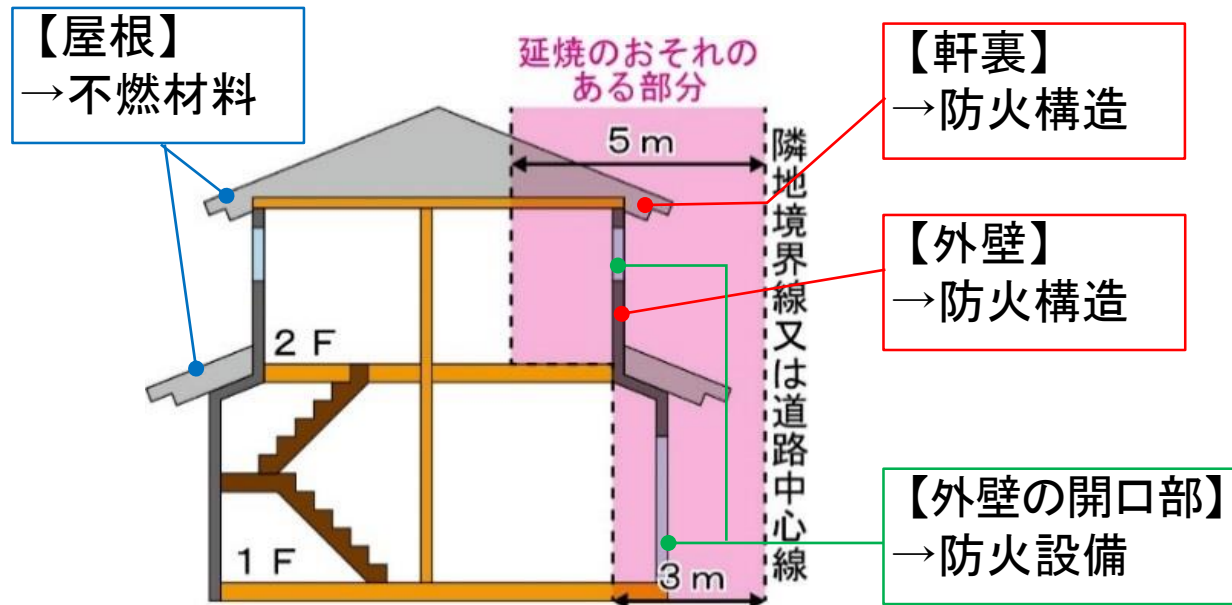 【屋根】
→不燃材料
延焼のおそれの
ある部分
5 m
【軒裏】
→防火構造
隣地境界線又は道路中心線
【外壁】
→防火構造
2 F
【外壁の開口部】
→防火設備
1 F
3 m